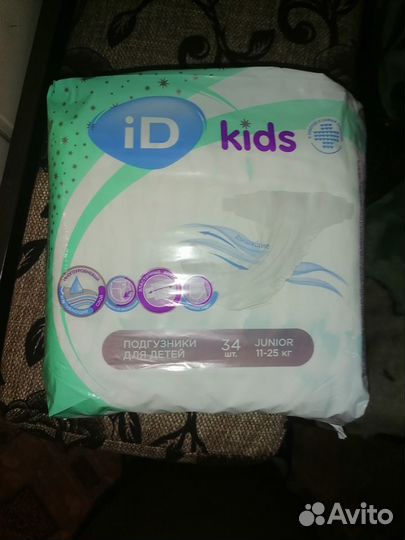 iD
kids
ПОДГУЗНИКИ
ДЛЯ ДЕТЕЙ
34
шт.
JUNIOR
11-25 кг
Avito